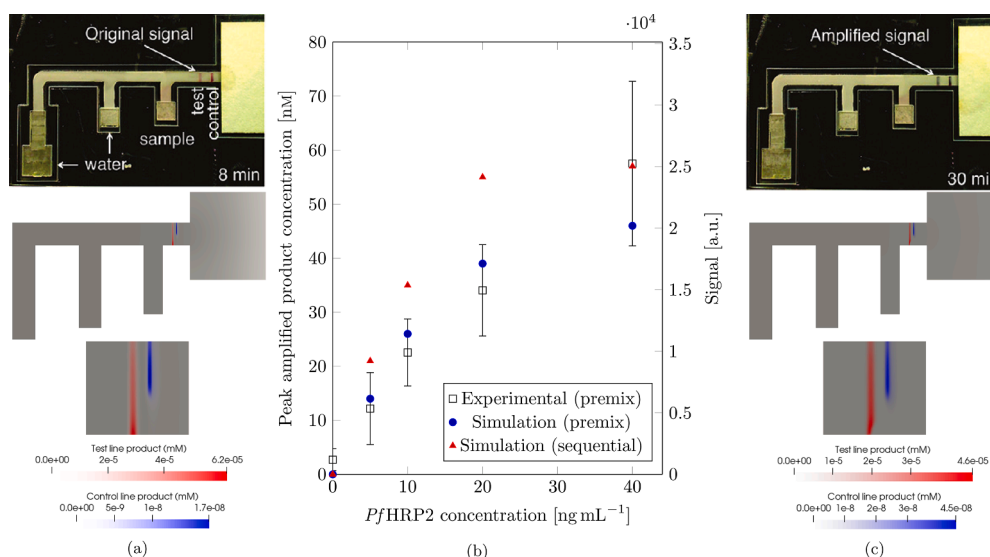 Original signal
test
control
sample
water
8 min
Test line product (mM)
0.0e+00 2e-5 4e-5 6.2e-05
Control line product (mM)
0.0e+00 5e-9 1e-8 1.7e-08
(a)
·10⁴
80
70
60
50
40
30
20
10
0
Peak amplified product concentration [nM]
3.5
3
2.5
2
1.5
1
0.5
0
Signal [a.u.]
Experimental (premix)
Simulation (premix)
Simulation (sequential)
0 10 20 30 40
PfHRP2 concentration [ng mL⁻¹]
(b)
Amplified signal
30 min
Test line product (mM)
0.0e+00 1e-5 2e-5 3e-5 4.6e-05
Control line product (mM)
0.0e+00 1e-8 2e-8 3e-8 4.5e-08
(c)